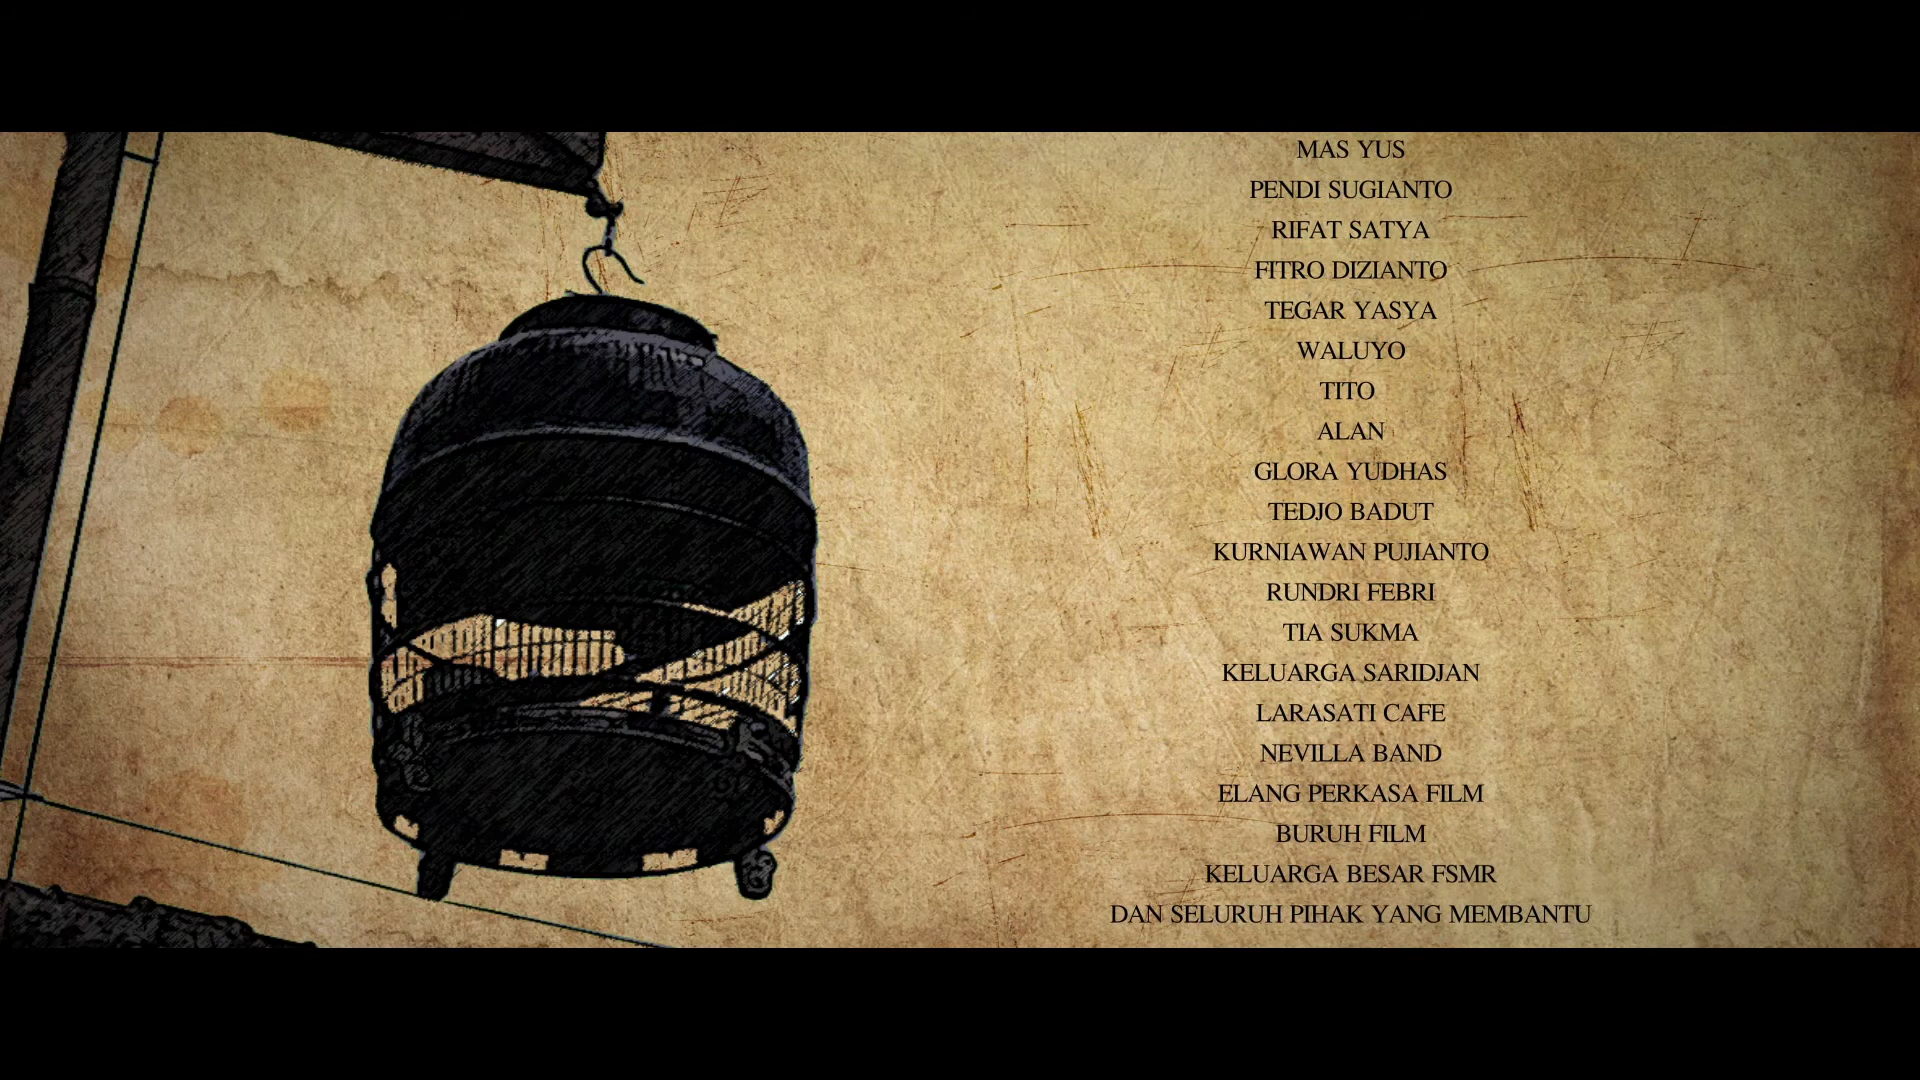 MAS YUS
PENDI SUGIANTO
RIFAT SATYA
FITRO DIZIANTO
TEGAR YASYA
WALUYO
TITO
ALAN
GLORA YUDHAS
TEDJO BADUT
KURNIAWAN PUJIANTO
RUNDRI FEBRI
TIA SUKMA
KELUARGA SARIDJAN
LARASATI CAFE
NEVILLA BAND
ELANG PERKASA FILM
BURUH FILM
KELUARGA BESAR FSMR
DAN SELURUH PIHAK YANG MEMBANTU